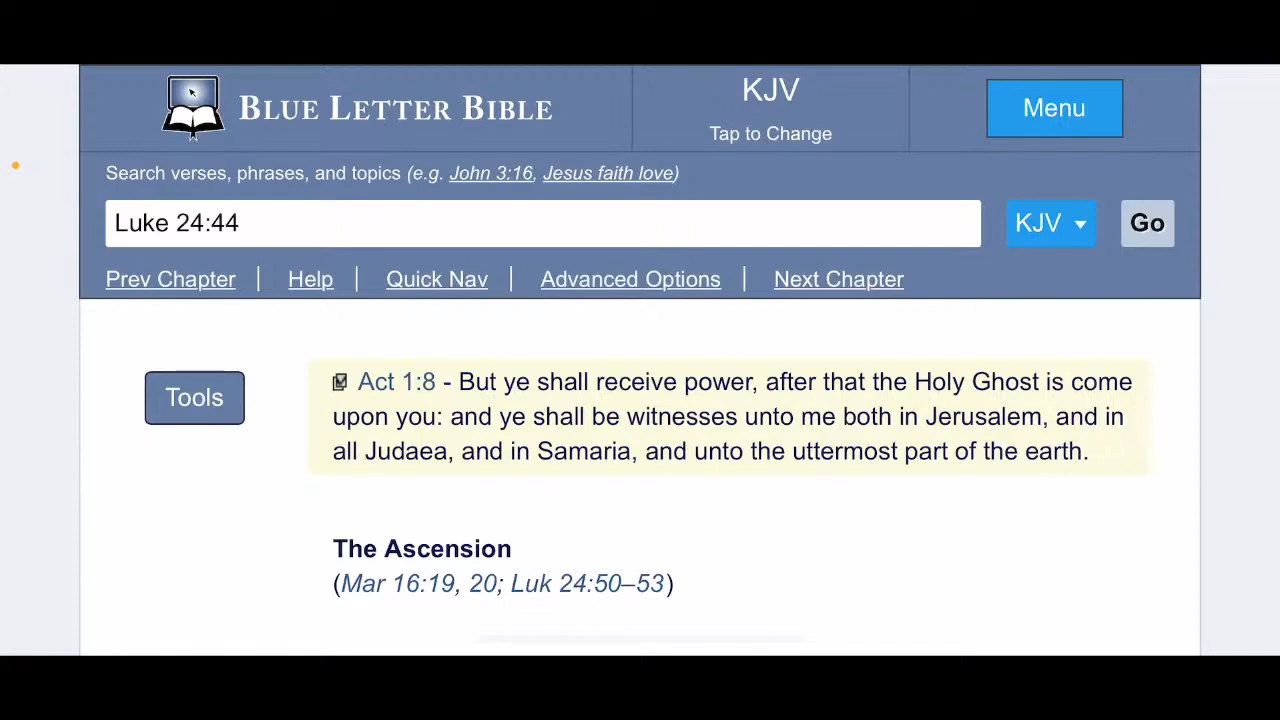 BLUE LETTER BIBLE
KJV
Tap to Change
Menu
Search verses, phrases, and topics (e.g. John 3:16, Jesus faith love)
Luke 24:44
KJV
Go
Prev Chapter | Help | Quick Nav | Advanced Options | Next Chapter
Tools
Act 1:8 - But ye shall receive power, after that the Holy Ghost is come
upon you: and ye shall be witnesses unto me both in Jerusalem, and in
all Judaea, and in Samaria, and unto the uttermost part of the earth.
The Ascension
(Mar 16:19, 20; Luk 24:50–53)